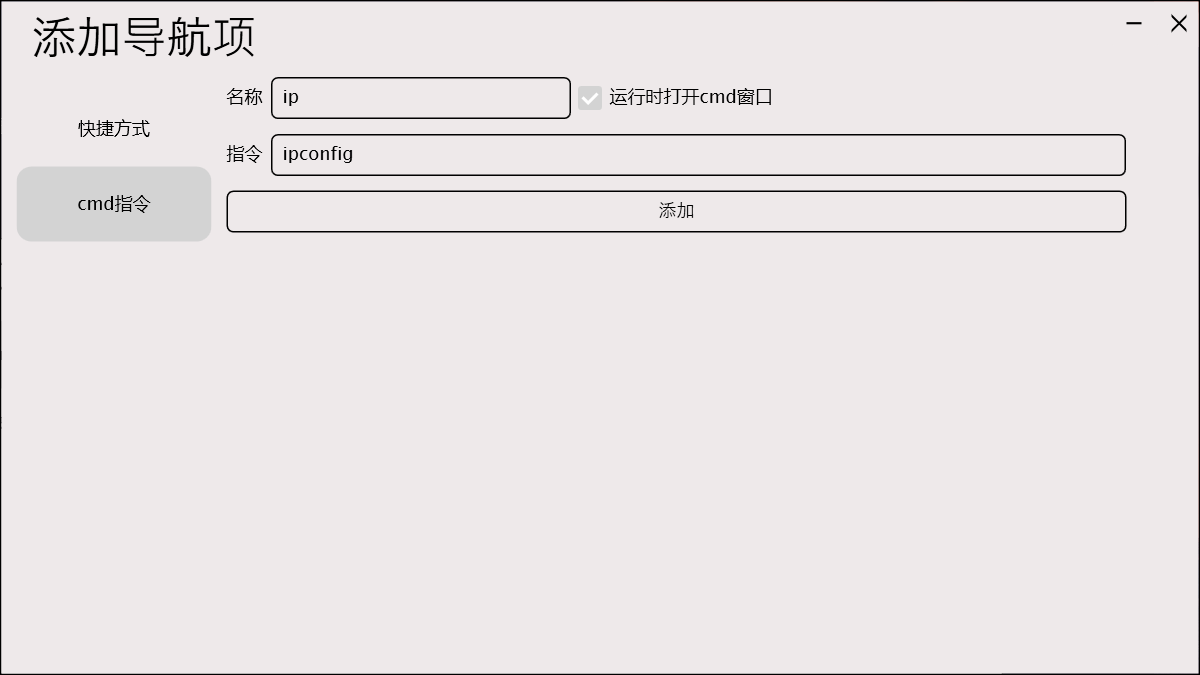 添加导航项
名称 ip 运行时打开cmd窗口
快捷方式
指令 ipconfig
cmd指令
添加